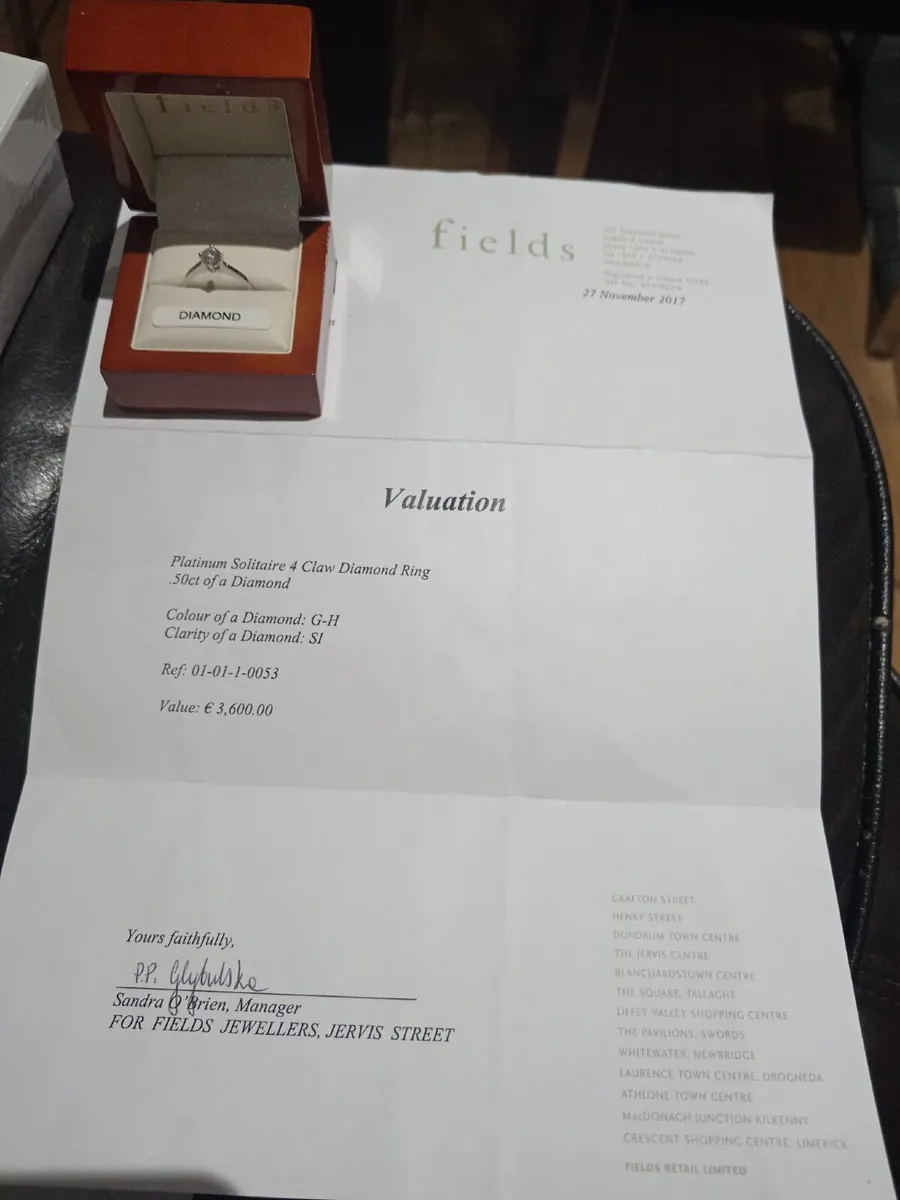 fields
DIAMOND
fields
27 November 2017
Valuation
Platinum Solitaire 4 Claw Diamond Ring
.50ct of a Diamond
Colour of a Diamond: G-H
Clarity of a Diamond: SI
Ref: 01-01-1-0053
Value: € 3,600.00
Yours faithfully,
P.P. Glybulska
Sandra O'Brien, Manager
FOR FIELDS JEWELLERS, JERVIS STREET
GRAFTON STREET
HENRY STREET
DUNDRUM TOWN CENTRE
THE JERVIS CENTRE
BLANCHARDSTOWN CENTRE
THE SQUARE, TALLAGHT
LIFFEY VALLEY SHOPPING CENTRE
THE PAVILIONS, SWORDS
WHITEWATER, NEWBRIDGE
LAURENCE TOWN CENTRE, DROGHEDA
ATHLONE TOWN CENTRE
MacDONAGH JUNCTION KILKENNY
CRESCENT SHOPPING CENTRE, LIMERICK
FIELDS RETAIL LIMITED